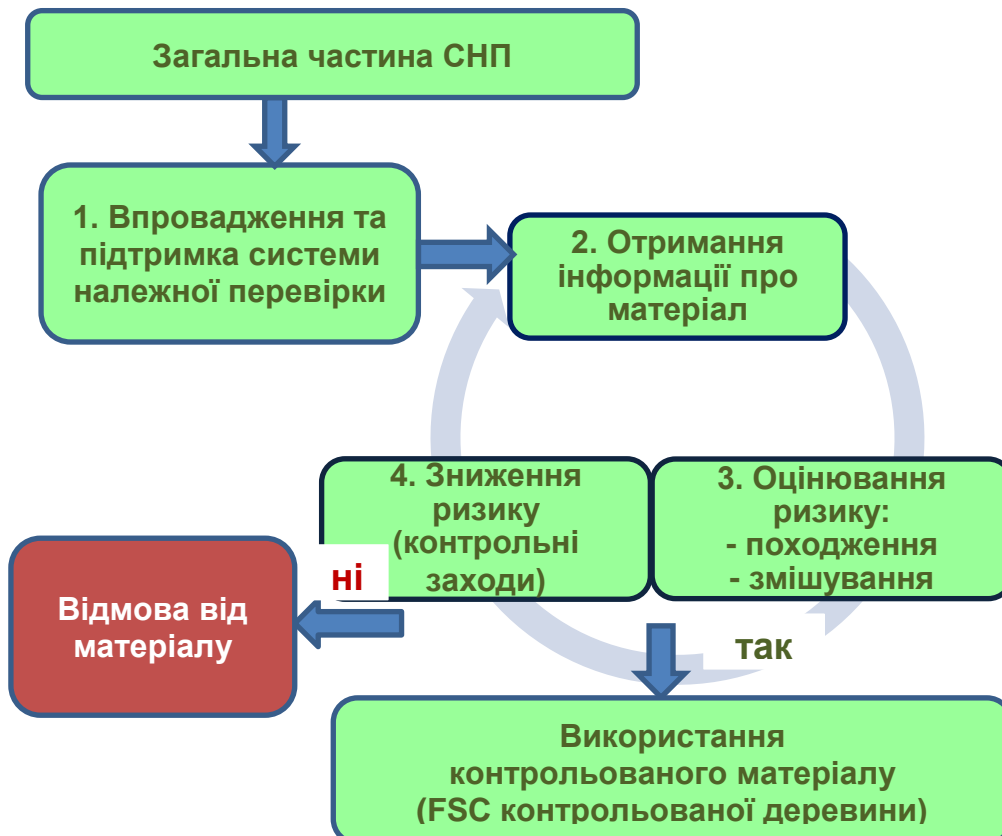 Загальна частина СНП
1. Впровадження та
підтримка системи
належної перевірки
2. Отримання
інформації про
матеріал
4. Зниження
ризику
(контрольні
заходи)
3. Оцінювання
ризику:
- походження
- змішування
ні
Відмова від
матеріалу
так
Використання
контрольованого матеріалу
(FSC контрольованої деревини)